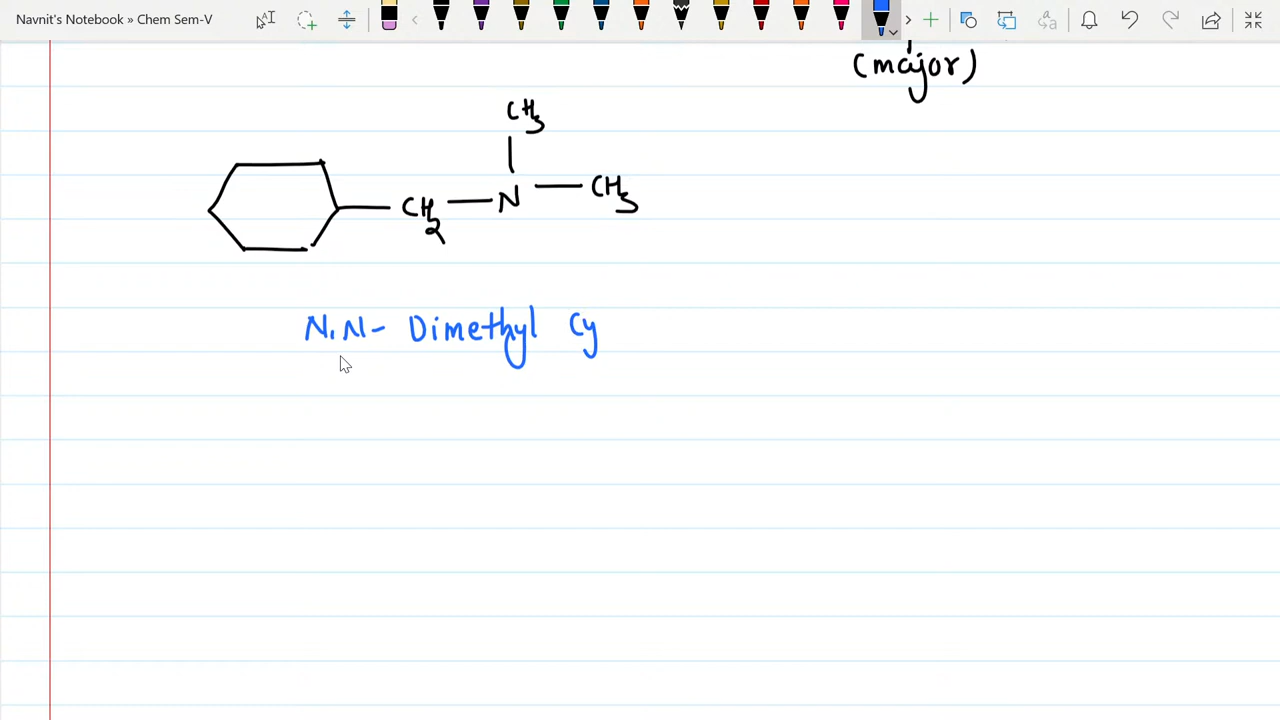 Navnit's Notebook » Chem Sem-V
(major)
CH3
CH2 N CH3
N,N- Dimethyl Cy